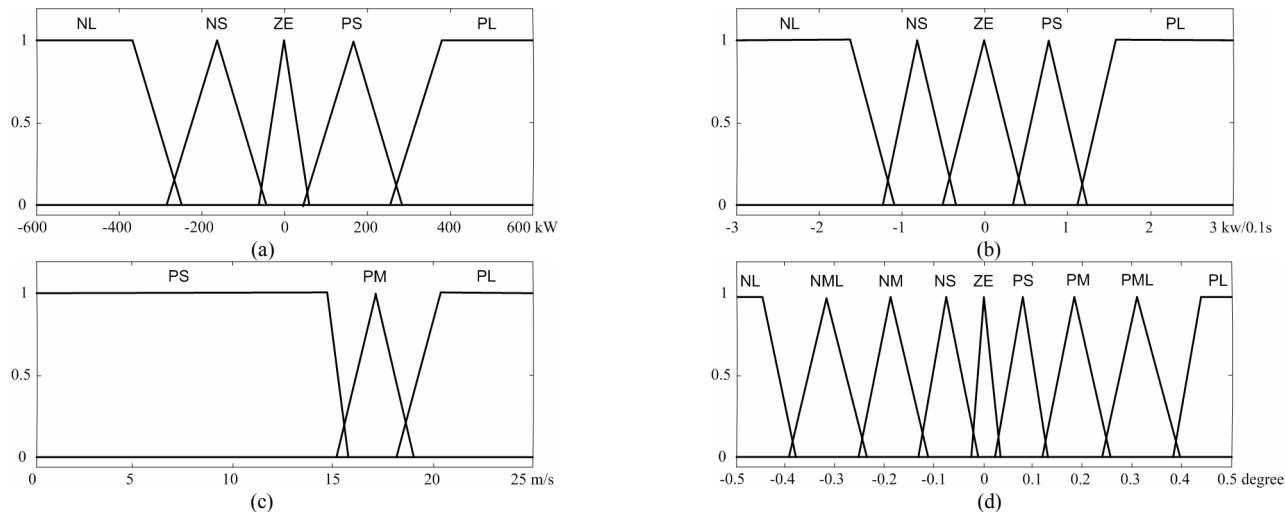 NL NS ZE PS PL
1
0.5
0
-600 -400 -200 0 200 400 600 kW
(a)
NL NS ZE PS PL
1
0.5
0
-3 -2 -1 0 1 2 3 kw/0.1s
(b)
PS PM PL
1
0.5
0
0 5 10 15 20 25 m/s
(c)
NL NML NM NS ZE PS PM PML PL
1
0.5
0
-0.5 -0.4 -0.3 -0.2 -0.1 0 0.1 0.2 0.3 0.4 0.5 degree
(d)